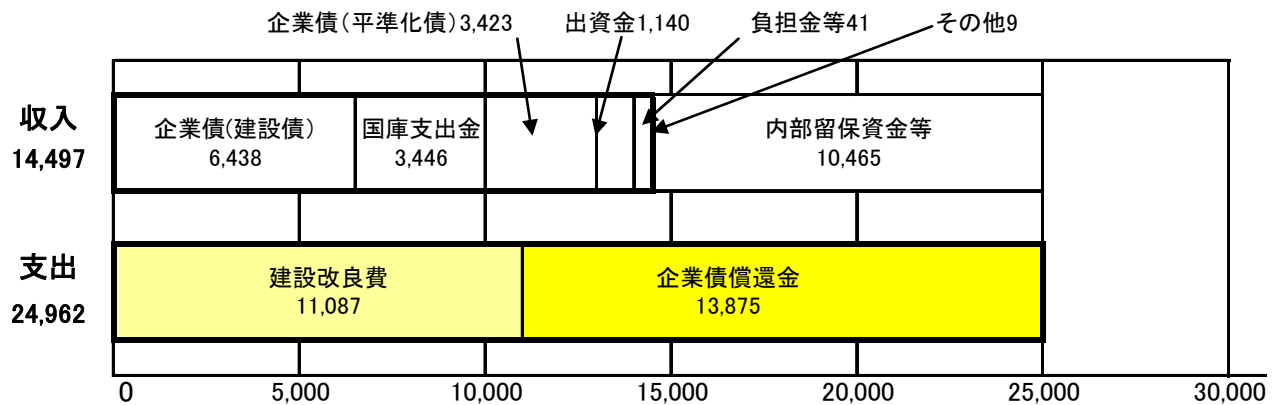 企業債(平準化債)3,423 出資金1,140 負担金等41 その他9
収入
14,497
企業債(建設債)
6,438
国庫支出金
3,446
内部留保資金等
10,465
支出
24,962
建設改良費
11,087
企業債償還金
13,875
0 5,000 10,000 15,000 20,000 25,000 30,000